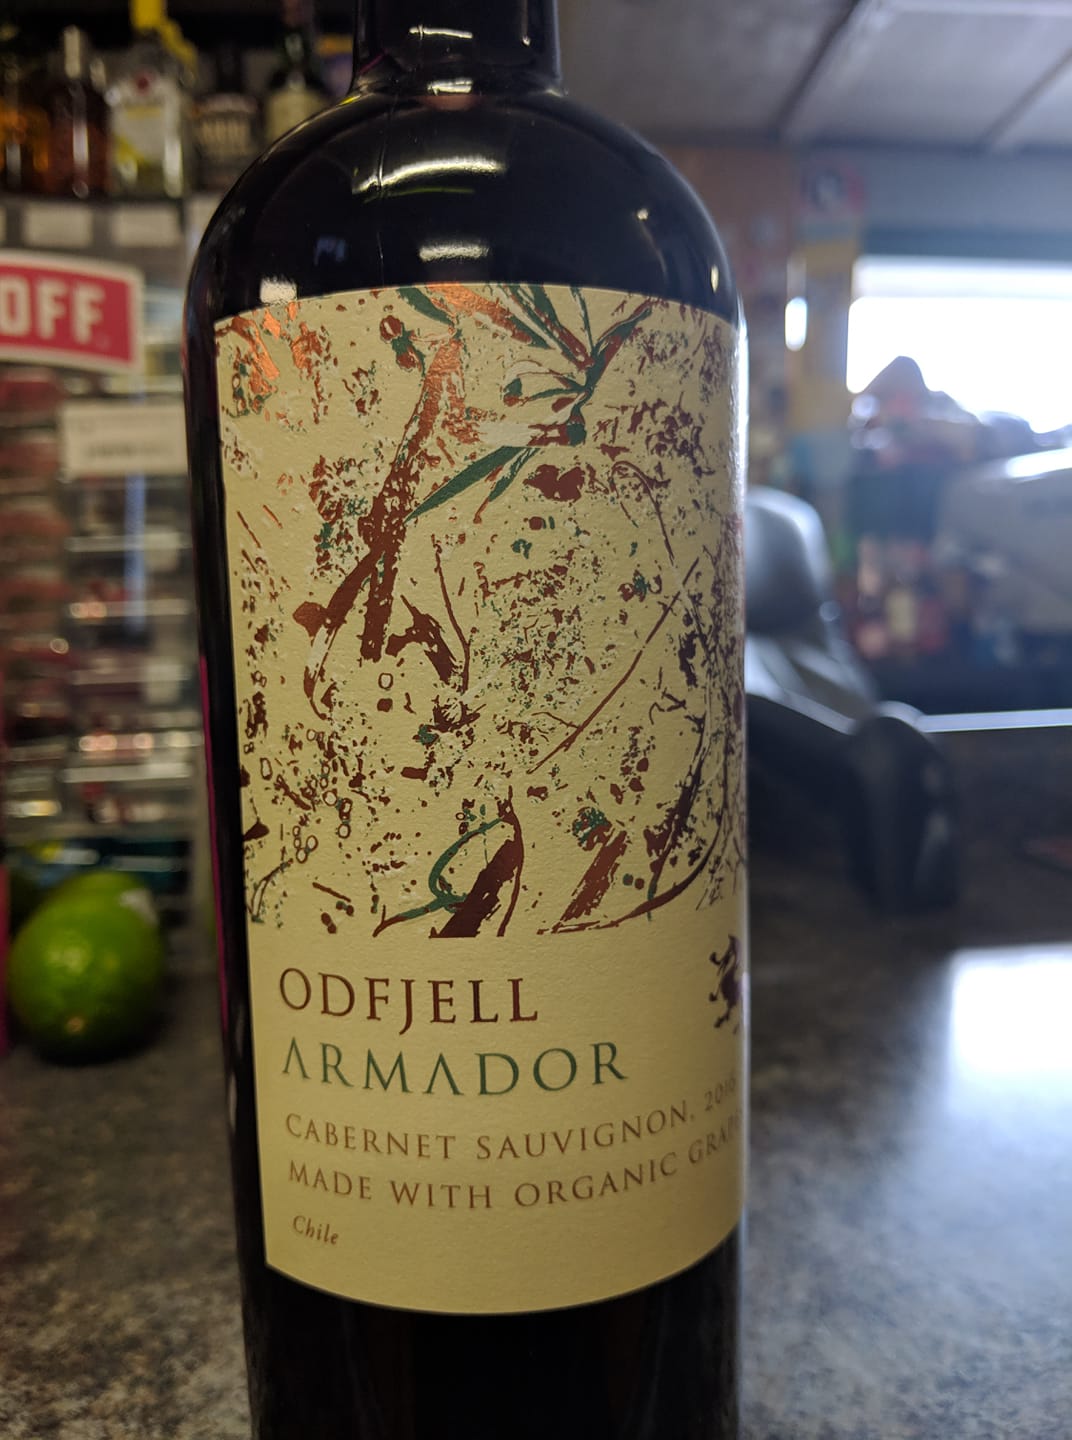 OFF
ODFJELL
ARMADOR
CABERNET SAUVIGNON,
MADE WITH ORGANIC
Chile